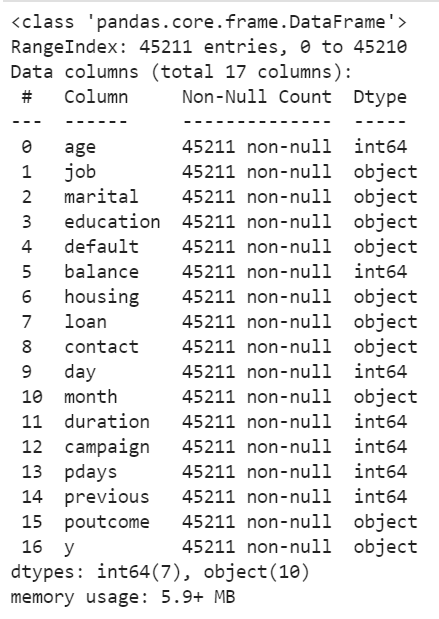 <class 'pandas.core.frame.DataFrame'>
RangeIndex: 45211 entries, 0 to 45210
Data columns (total 17 columns):
 #   Column     Non-Null Count  Dtype
---  ------     --------------  -----
 0   age        45211 non-null  int64
 1   job        45211 non-null  object
 2   marital    45211 non-null  object
 3   education  45211 non-null  object
 4   default    45211 non-null  object
 5   balance    45211 non-null  int64
 6   housing    45211 non-null  object
 7   loan       45211 non-null  object
 8   contact    45211 non-null  object
 9   day        45211 non-null  int64
 10  month      45211 non-null  object
 11  duration   45211 non-null  int64
 12  campaign   45211 non-null  int64
 13  pdays      45211 non-null  int64
 14  previous   45211 non-null  int64
 15  poutcome   45211 non-null  object
 16  y          45211 non-null  object
dtypes: int64(7), object(10)
memory usage: 5.9+ MB